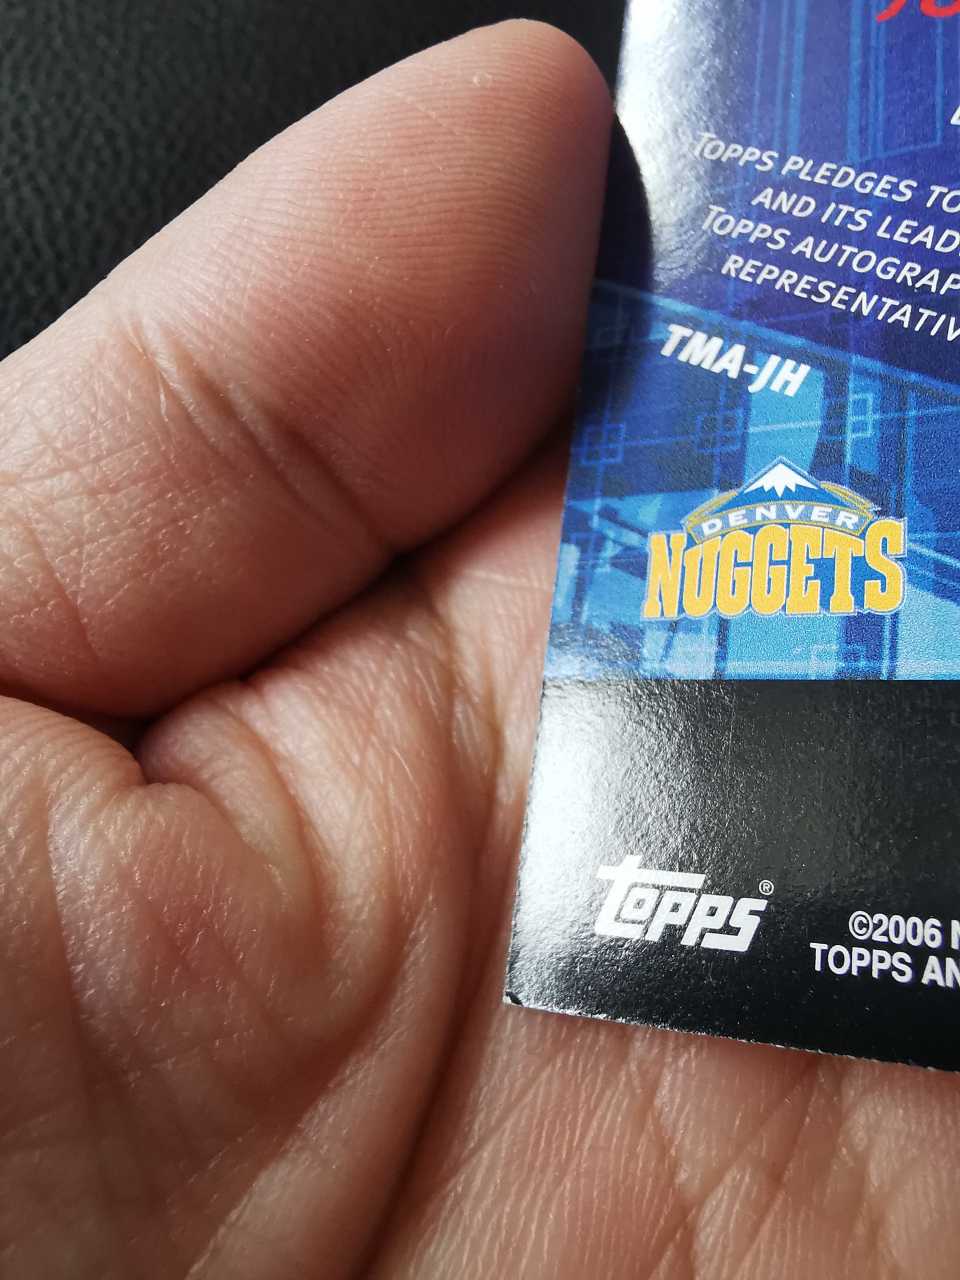 TOPPS PLEDGES TO
AND ITS LEAD
TOPPS AUTOGRAP
REPRESENTATIV
TMA-JH
DENVER
NUGGETS
topps ®
©2006 N
TOPPS AN